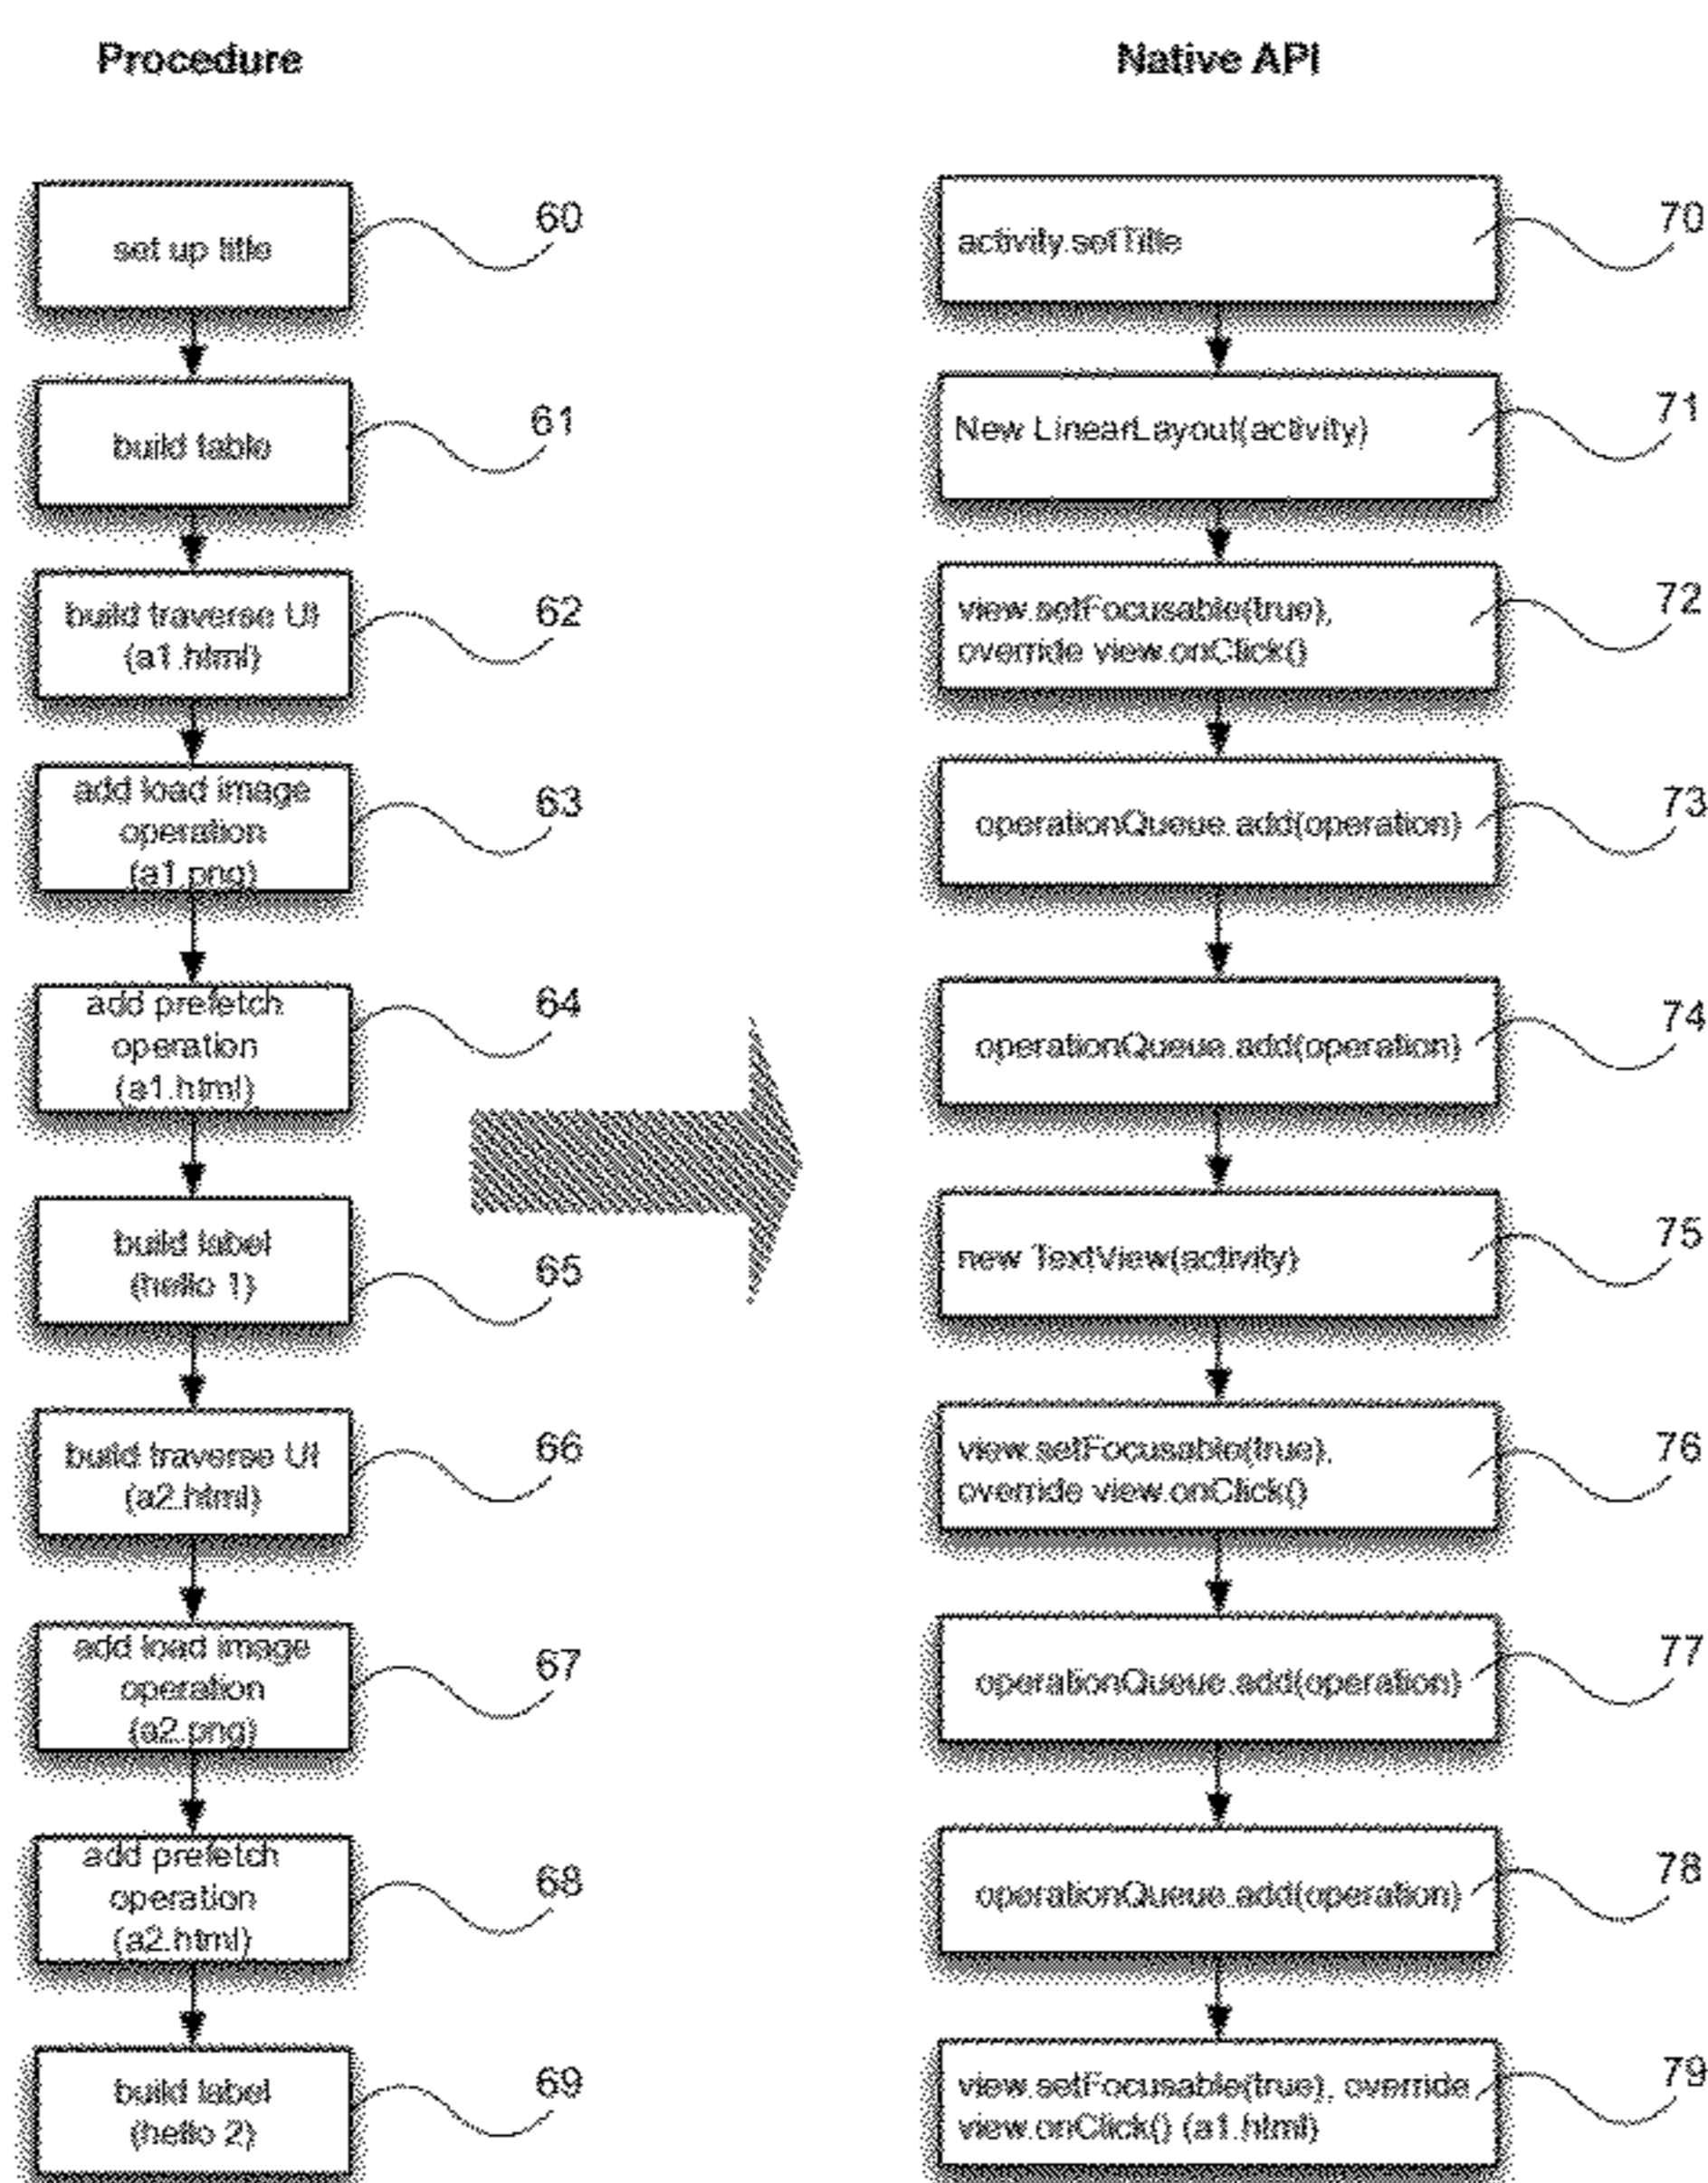 Procedure
Native API
set up title
60
activity.setTitle
70
build table
61
New LinearLayout(activity)
71
build traverse UI
(a1.html)
62
view.setFocusable(true),
override view.onClick()
72
add load image
operation
(a1.png)
63
operationQueue.add(operation)
73
add prefetch
operation
(a1.html)
64
operationQueue.add(operation)
74
build label
(hello 1)
65
new TextView(activity)
75
build traverse UI
(a2.html)
66
view.setFocusable(true),
override view.onClick()
76
add load image
operation
(a2.png)
67
operationQueue.add(operation)
77
add prefetch
operation
(a2.html)
68
operationQueue.add(operation)
78
build label
(hello 2)
69
view.setFocusable(true), override
view.onClick() (a1.html)
79